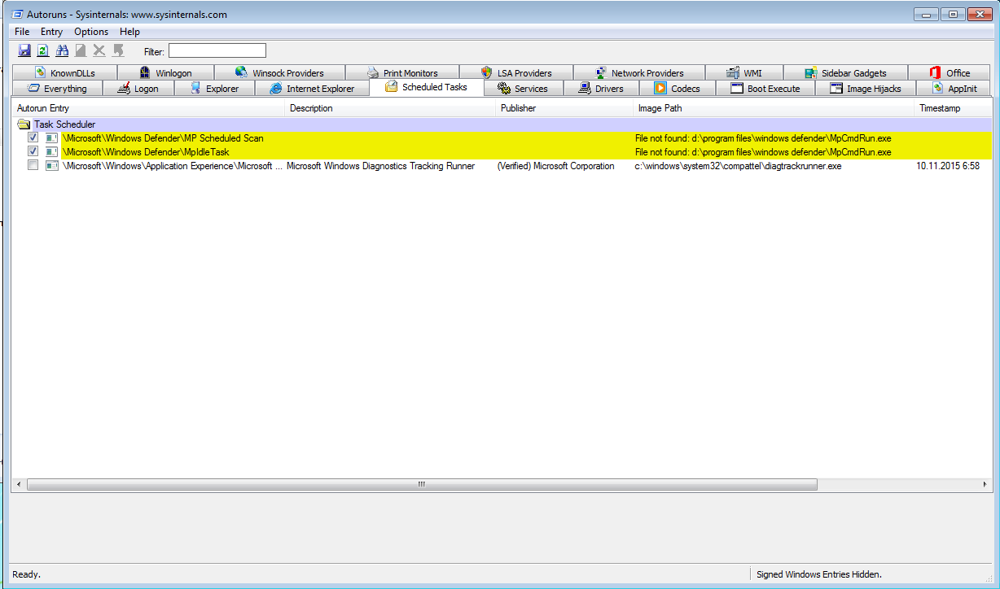 Autoruns - Sysinternals: www.sysinternals.com
File Entry Options Help
Filter:
KnownDLLs Winlogon Winsock Providers Print Monitors LSA Providers Network Providers WMI Sidebar Gadgets Office
Everything Logon Explorer Internet Explorer Scheduled Tasks Services Drivers Codecs Boot Execute Image Hijacks AppInit
Autorun Entry Description Publisher Image Path Timestamp
Task Scheduler
\Microsoft\Windows Defender\MP Scheduled Scan File not found: d:\program files\windows defender\MpCmdRun.exe
\Microsoft\Windows Defender\MpIdleTask File not found: d:\program files\windows defender\MpCmdRun.exe
\Microsoft\Windows\Application Experience\Microsoft ... Microsoft Windows Diagnostics Tracking Runner (Verified) Microsoft Corporation c:\windows\system32\compattel\diagtrackrunner.exe 10.11.2015 6:58
Ready. Signed Windows Entries Hidden.